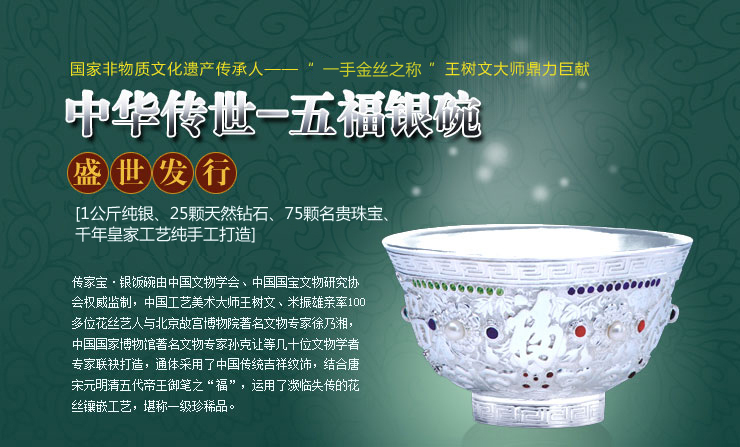 国家非物质文化遗产传承人——“一手金丝之称“王树文大师鼎力巨献
中华传世-五福银碗
盛世发行
[1公斤纯银、25颗天然钻石、75颗名贵珠宝、
千年皇家工艺纯手工打造]
传家宝·银饭碗由中国文物学会、中国国宝文物研究协
会权威监制，中国工艺美术大师王树文、米振雄亲率100
多位花丝艺人与北京故宫博物院著名文物专家徐乃湘，
中国国家博物馆著名文物专家孙克让等几十位文物学者
专家联袂打造，通体采用了中国传统吉祥纹饰，结合唐
宋元明清五代帝王御笔之“福”，运用了濒临失传的花
丝镶嵌工艺，堪称一级珍稀品。
福